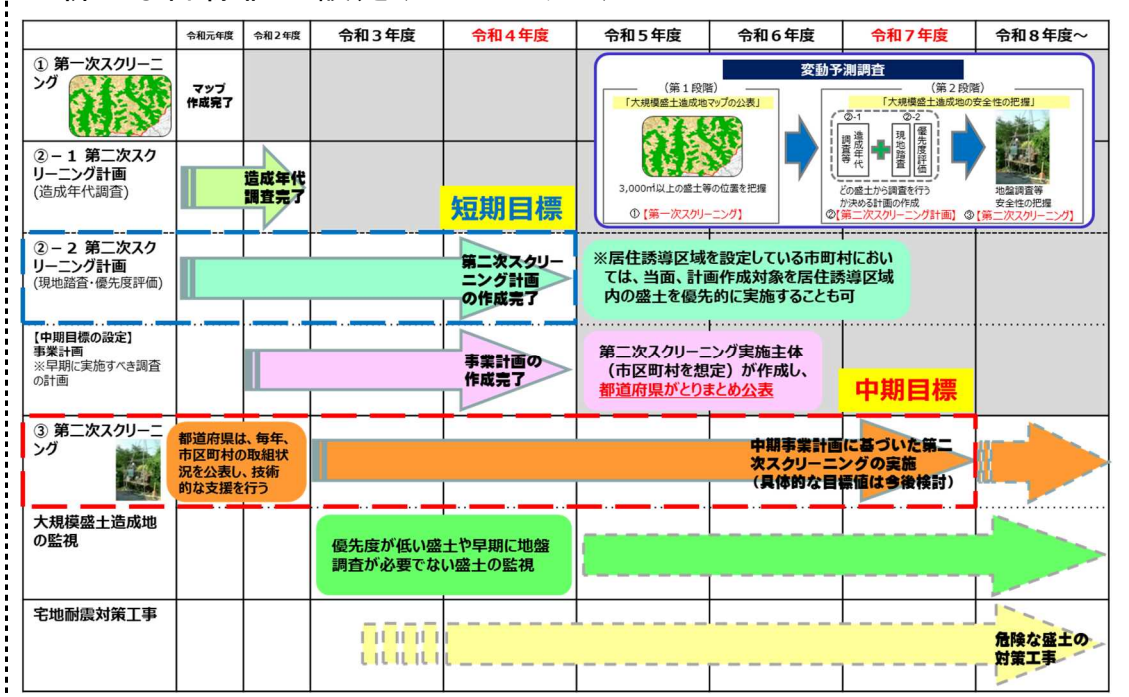 令和元年度
令和2年度
令和3年度
令和4年度
令和5年度
令和6年度
令和7年度
令和8年度~
① 第一次スクリーニ
ング
マップ
作成完了
変動予測調査
(第1段階)
「大規模盛土造成地マップの公表」
3,000㎡以上の盛土等の位置を把握
①【第一次スクリーニング】
(第2段階)
「大規模盛土造成地の安全性の把握」
②-1
②-2
造成年代
調査等
現地踏査
優先度評価
どの盛土から調査を行う
か決める計画の作成
②【第二次スクリーニング計画】
地盤調査等
安全性の把握
③【第二次スクリーニング】
②-1 第二次スク
リーニング計画
(造成年代調査)
造成年代
調査完了
短期目標
②-2 第二次スク
リーニング計画
(現地踏査・優先度評価)
第二次スクリー
ニング計画
の作成完了
※居住誘導区域を設定している市町村におい
ては、当面、計画作成対象を居住誘導区域
内の盛土を優先的に実施することも可
【中期目標の設定】
事業計画
※早期に実施すべき調査
の計画
事業計画の
作成完了
第二次スクリーニング実施主体
(市区町村を想定)が作成し、
都道府県がとりまとめ公表
中期目標
③ 第二次スクリーニ
ング
都道府県は、毎年、
市区町村の取組状
況を公表し、技術
的な支援を行う
中期事業計画に基づいた第二
次スクリーニングの実施
(具体的な目標値は今後検討)
大規模盛土造成地
の監視
優先度が低い盛土や早期に地盤
調査が必要でない盛土の監視
宅地耐震対策工事
危険な盛土の
対策工事